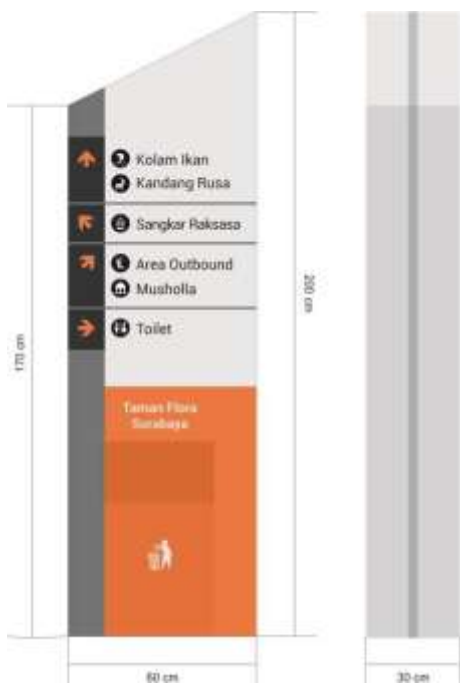 Kolam Ikan
Kandang Rusa
Sangkar Raksasa
Area Outbound
Musholla
Toilet
Taman Flora
Surabaya
170 cm
200 cm
60 cm
30 cm